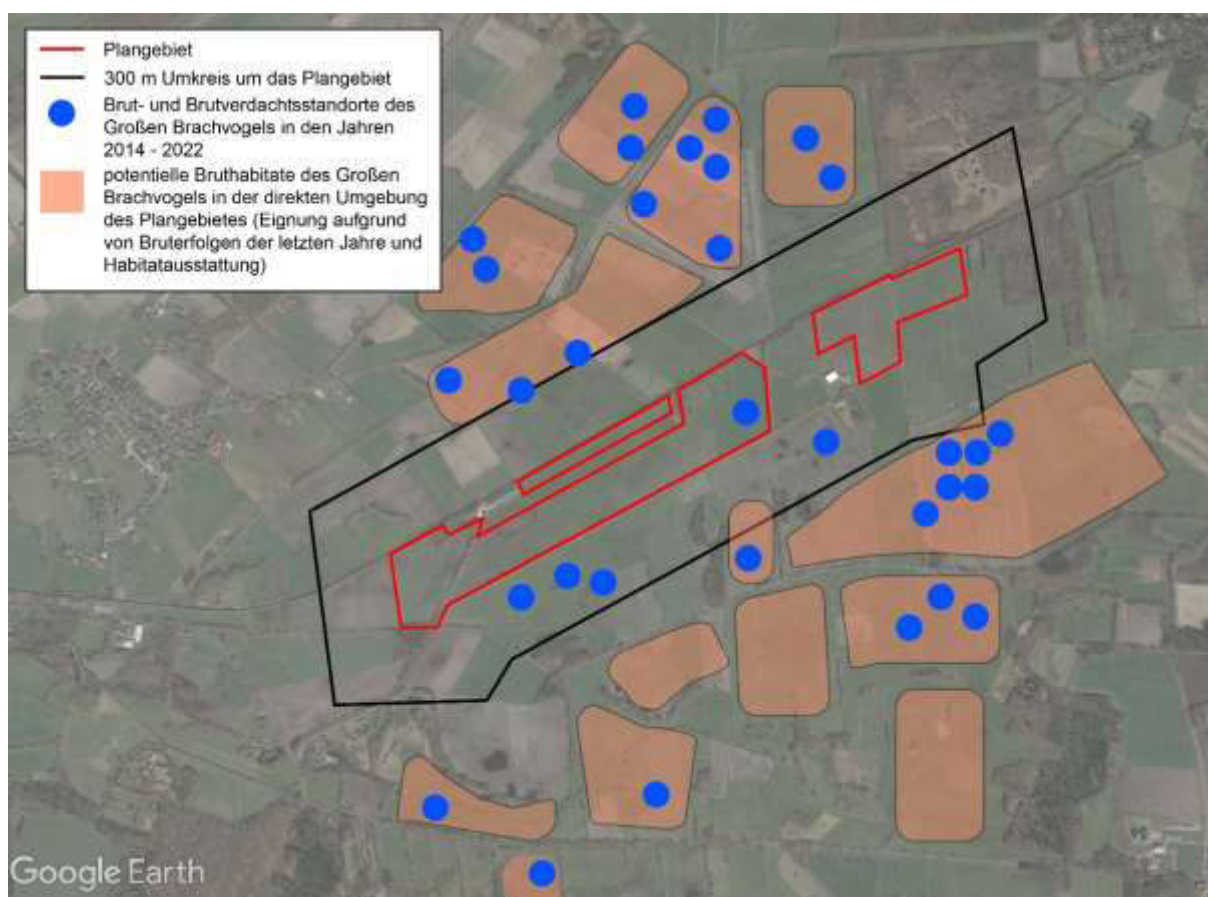 Plangebiet
300 m Umkreis um das Plangebiet
Brut- und Brutverdachtsstandorte des
Großen Brachvogels in den Jahren
2014 - 2022
potentielle Bruthabitate des Großen
Brachvogels in der direkten Umgebung
des Plangebietes (Eignung aufgrund
von Bruterfolgen der letzten Jahre und
Habitatausstattung)
Google Earth